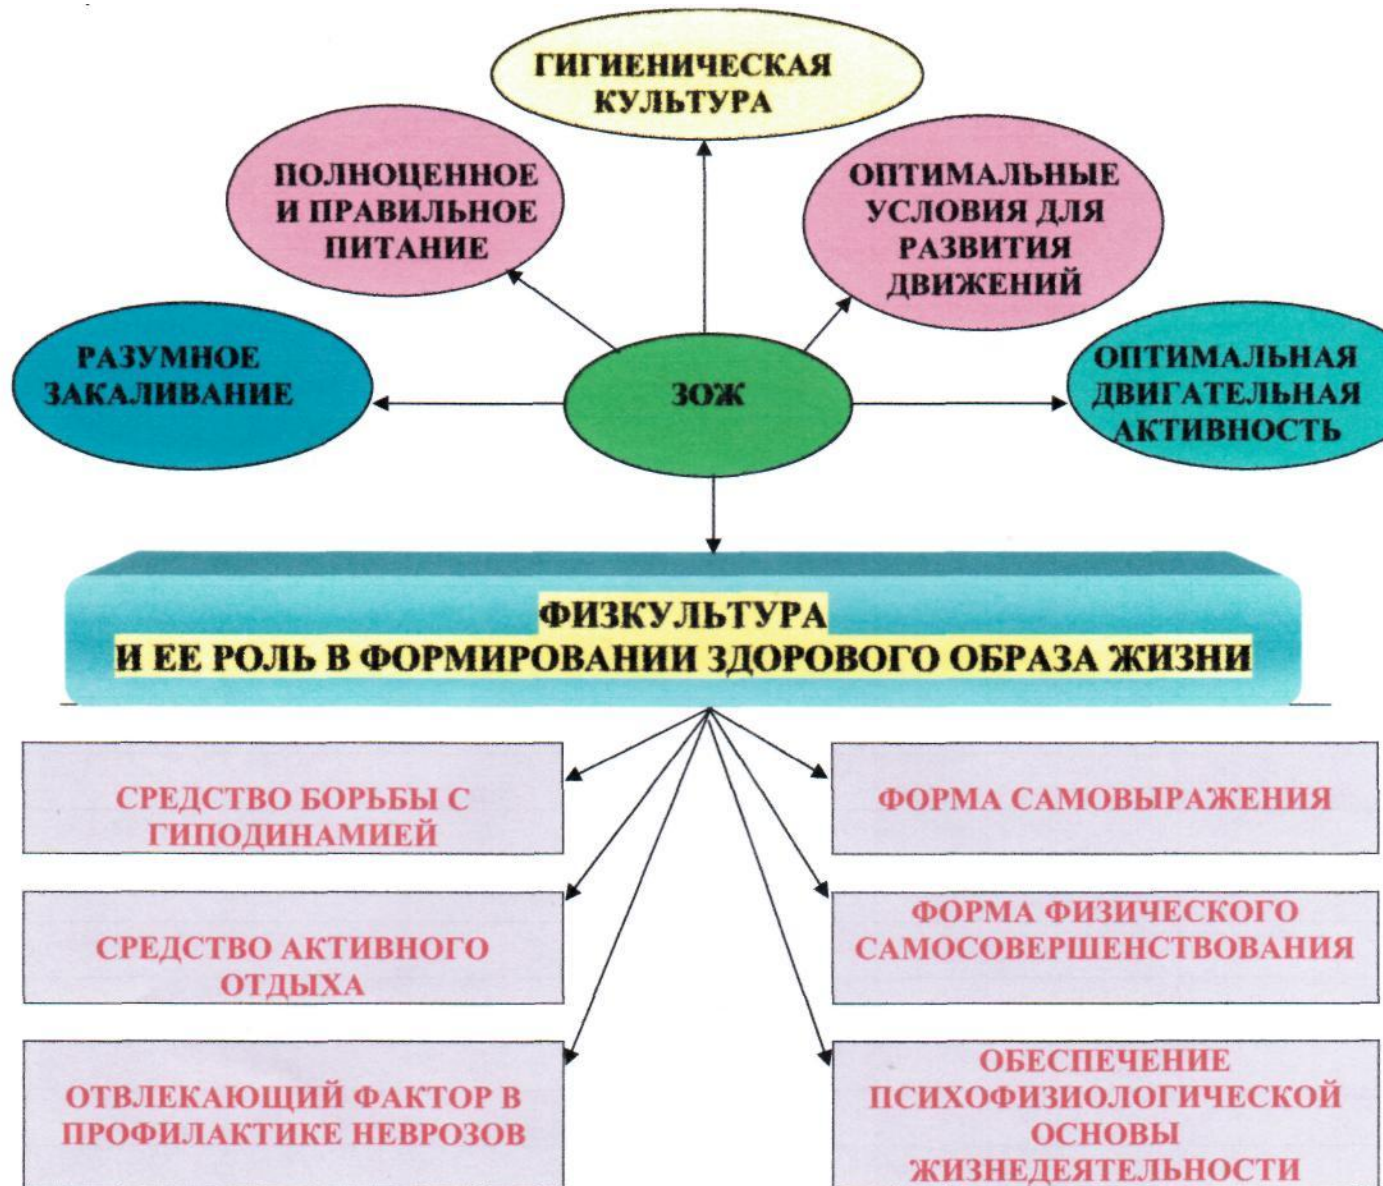 ГИГИЕНИЧЕСКАЯ
КУЛЬТУРА
ПОЛНОЦЕННОЕ
И ПРАВИЛЬНОЕ
ПИТАНИЕ
ОПТИМАЛЬНЫЕ
УСЛОВИЯ ДЛЯ
РАЗВИТИЯ
ДВИЖЕНИЙ
РАЗУМНОЕ
ЗАКАЛИВАНИЕ
ЗОЖ
ОПТИМАЛЬНАЯ
ДВИГАТЕЛЬНАЯ
АКТИВНОСТЬ
ФИЗКУЛЬТУРА
И ЕЕ РОЛЬ В ФОРМИРОВАНИИ ЗДОРОВОГО ОБРАЗА ЖИЗНИ
СРЕДСТВО БОРЬБЫ С
ГИПОДИНАМИЕЙ
ФОРМА САМОВЫРАЖЕНИЯ
СРЕДСТВО АКТИВНОГО
ОТДЫХА
ФОРМА ФИЗИЧЕСКОГО
САМОСОВЕРШЕНСТВОВАНИЯ
ОТВЛЕКАЮЩИЙ ФАКТОР В
ПРОФИЛАКТИКЕ НЕВРОЗОВ
ОБЕСПЕЧЕНИЕ
ПСИХОФИЗИОЛОГИЧЕСКОЙ
ОСНОВЫ
ЖИЗНЕДЕЯТЕЛЬНОСТИ